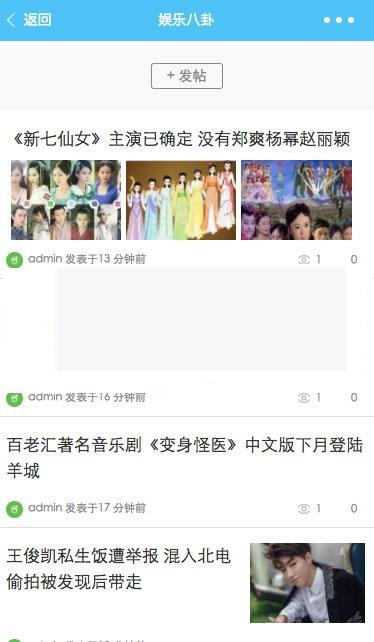 返回
娱乐八卦
+ 发帖
《新七仙女》主演已确定 没有郑爽杨幂赵丽颖
admin 发表于13 分钟前
1
0
admin 发表于16 分钟前
1
0
百老汇著名音乐剧《变身怪医》中文版下月登陆
羊城
admin 发表于17 分钟前
1
0
王俊凯私生饭遭举报 混入北电
偷拍被发现后带走